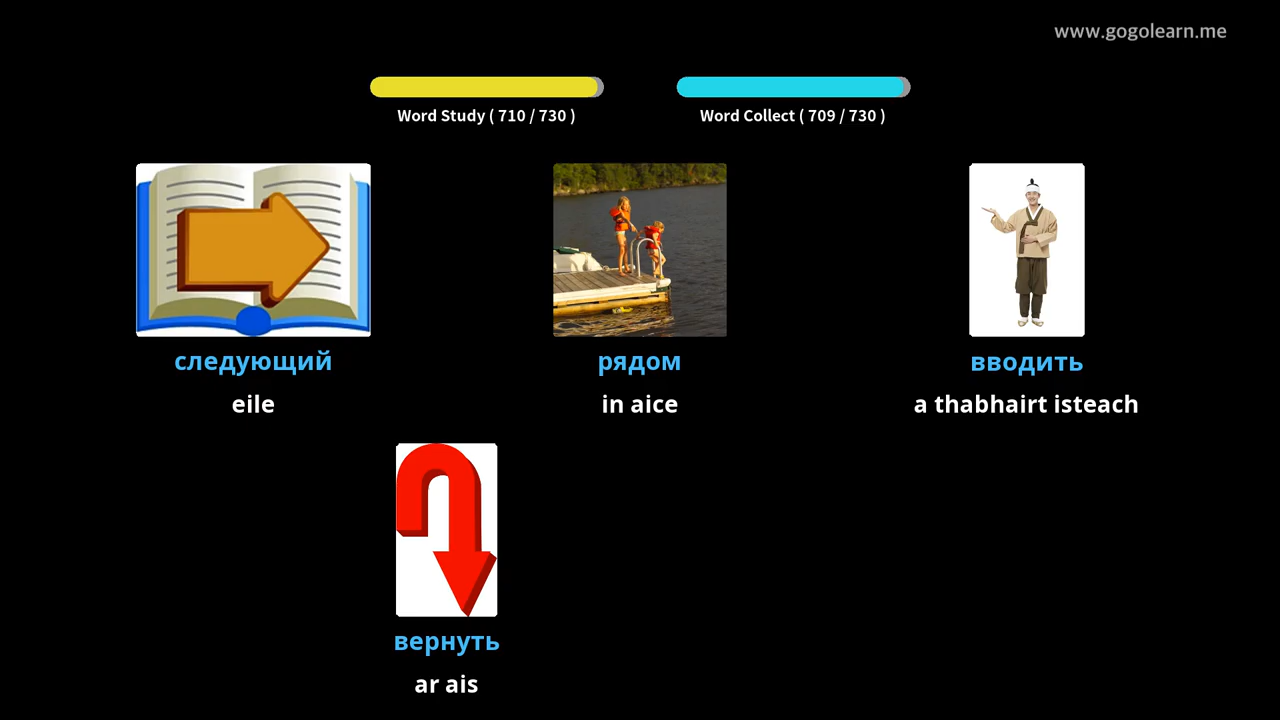 www.gogolearn.me
Word Study ( 710 / 730 )
Word Collect ( 709 / 730 )
следующий
eile
рядом
in aice
вводить
a thabhairt isteach
вернуть
ar ais